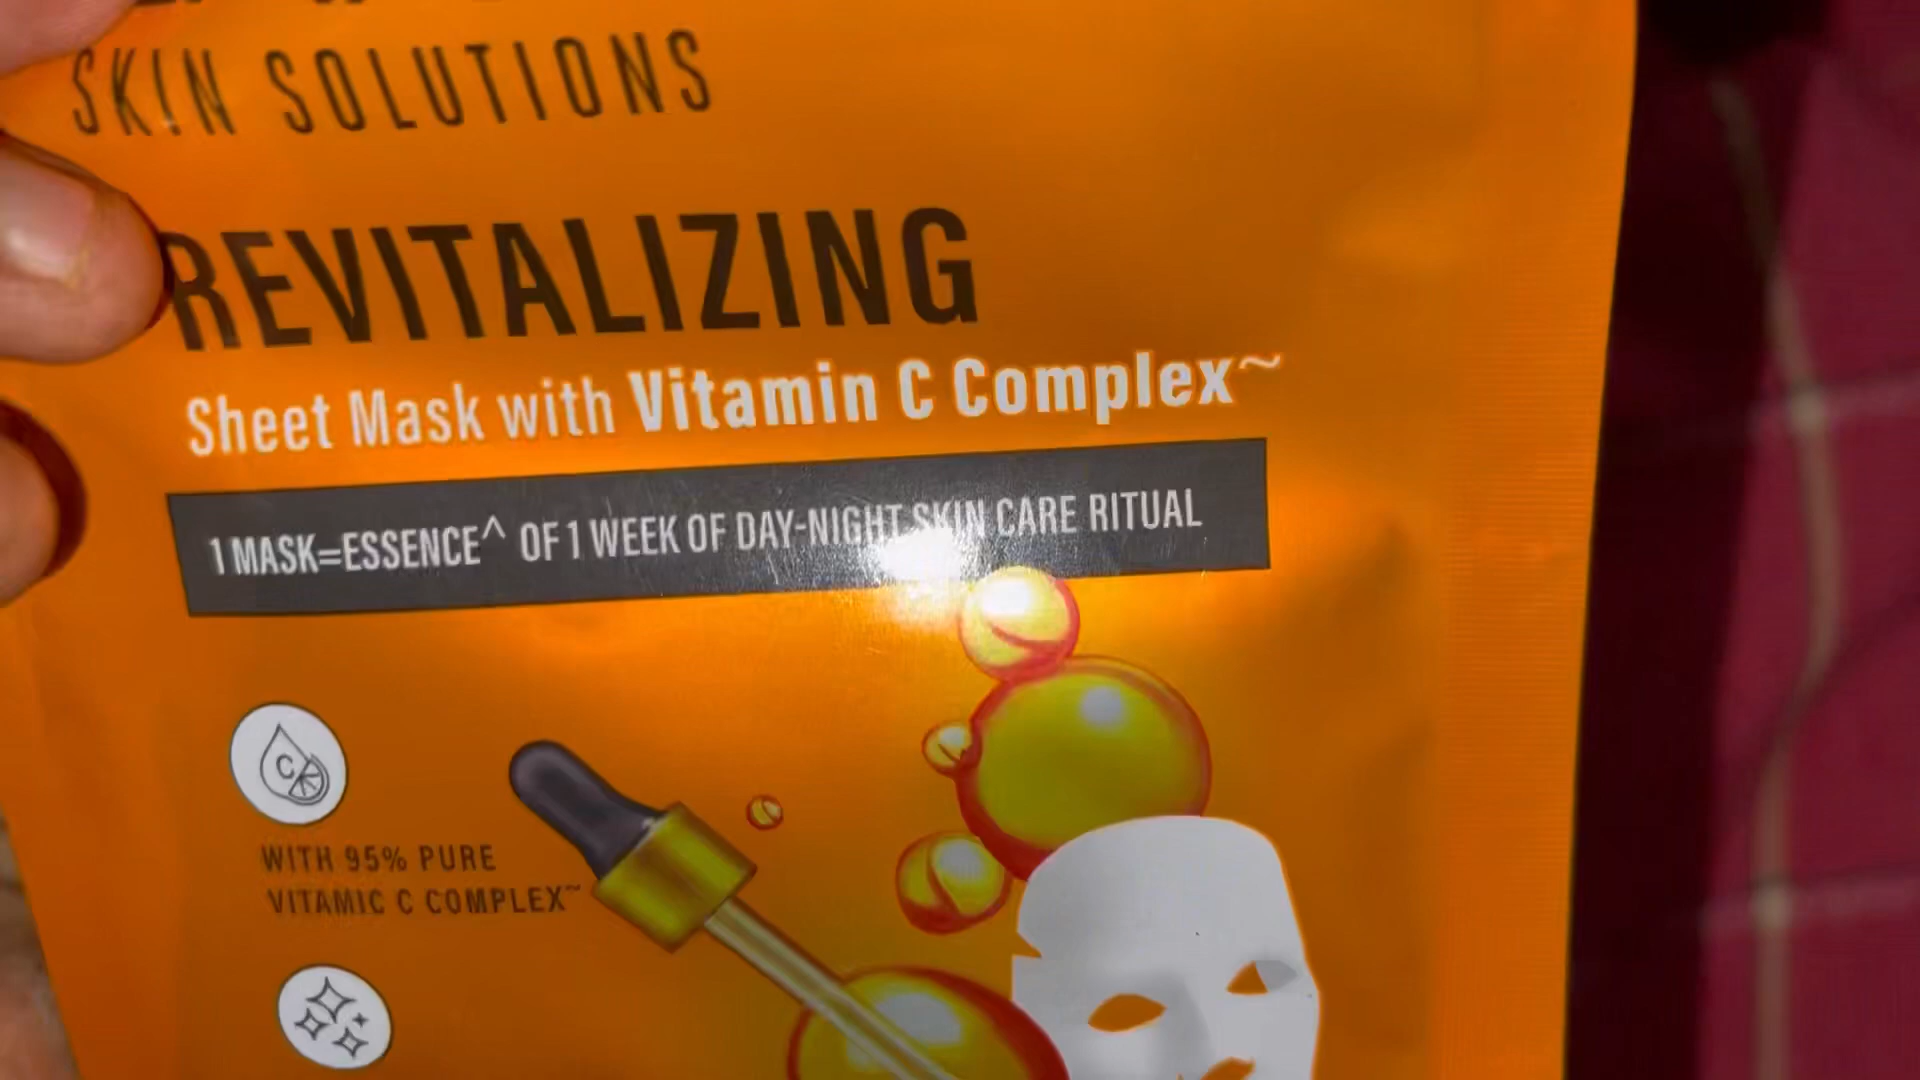 SKIN SOLUTIONS
REVITALIZING
Sheet Mask with Vitamin C Complex~
1 MASK=ESSENCE^ OF 1 WEEK OF DAY-NIGHT SKIN CARE RITUAL
C
WITH 95% PURE
VITAMIC C COMPLEX~